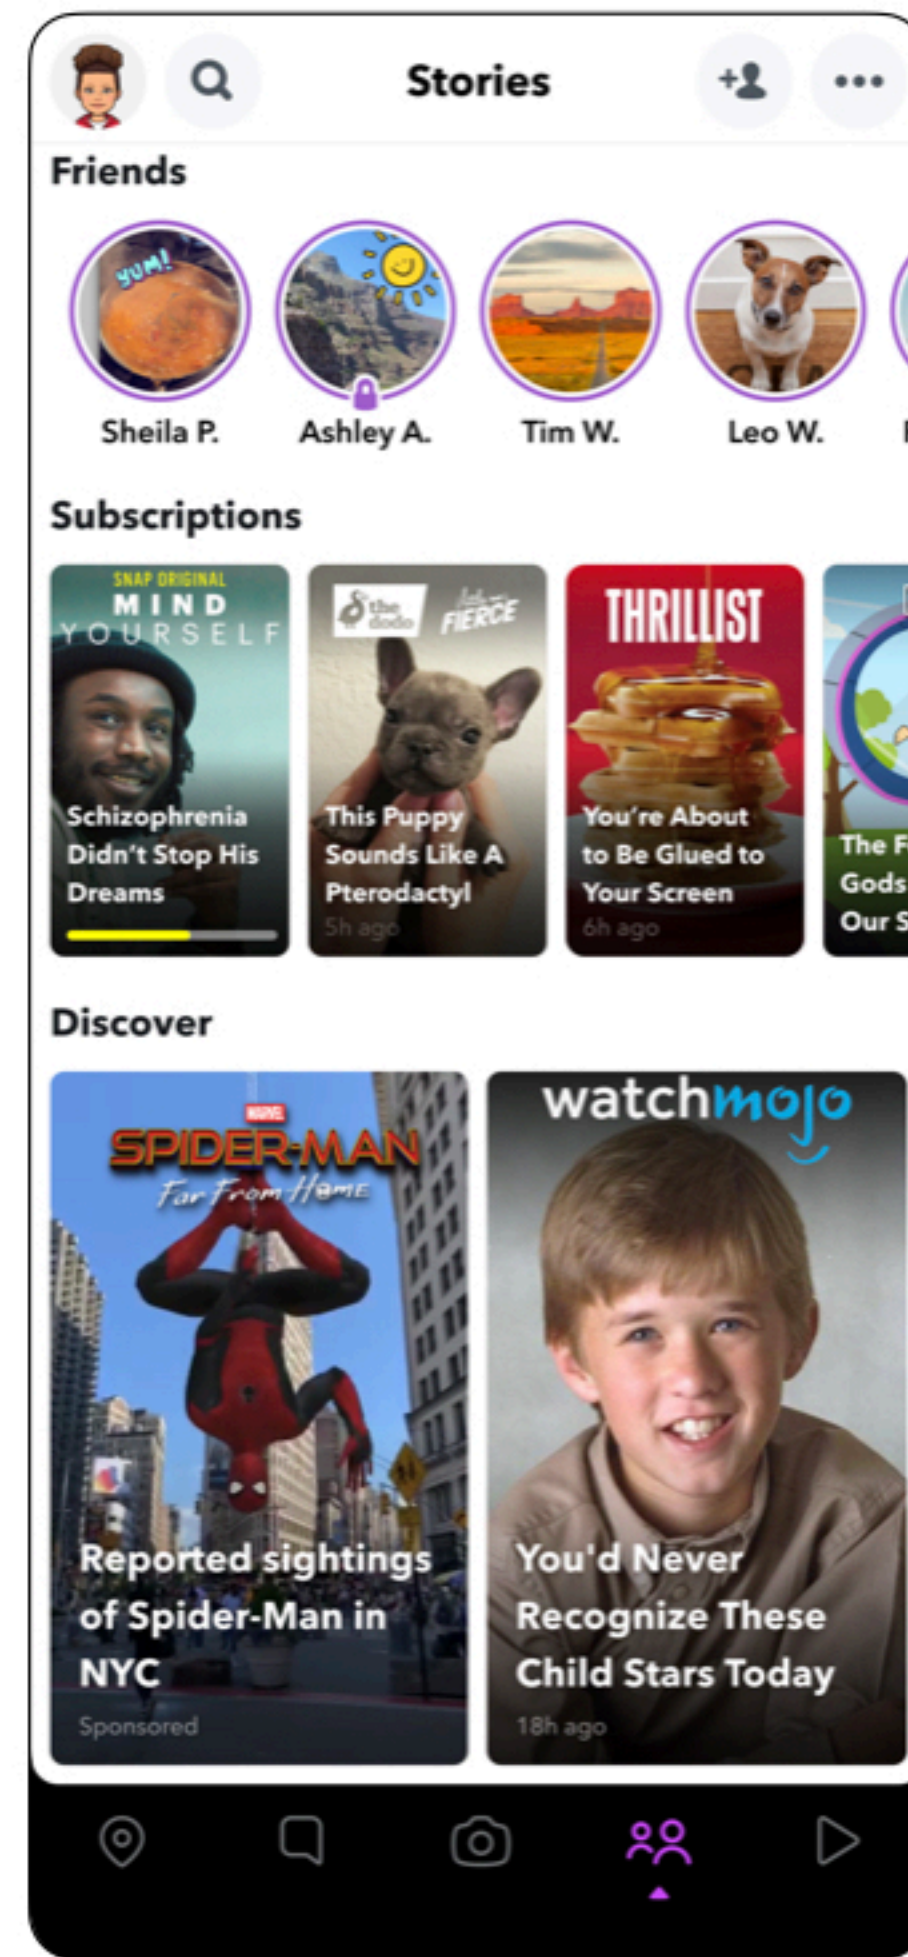 Stories
Friends
YUM!
Sheila P.
Ashley A.
Tim W.
Leo W.
Subscriptions
SNAP ORIGINAL
MIND
YOURSELF
Schizophrenia
Didn't Stop His
Dreams
the
dodo
FIERCE
This Puppy
Sounds Like A
Pterodactyl
5h ago
THRILLIST
You're About
to Be Glued to
Your Screen
6h ago
The F
Gods
Our S
Discover
MARVEL
SPIDER-MAN
Far From Home
Reported sightings
of Spider-Man in
NYC
Sponsored
watchmojo
You'd Never
Recognize These
Child Stars Today
18h ago